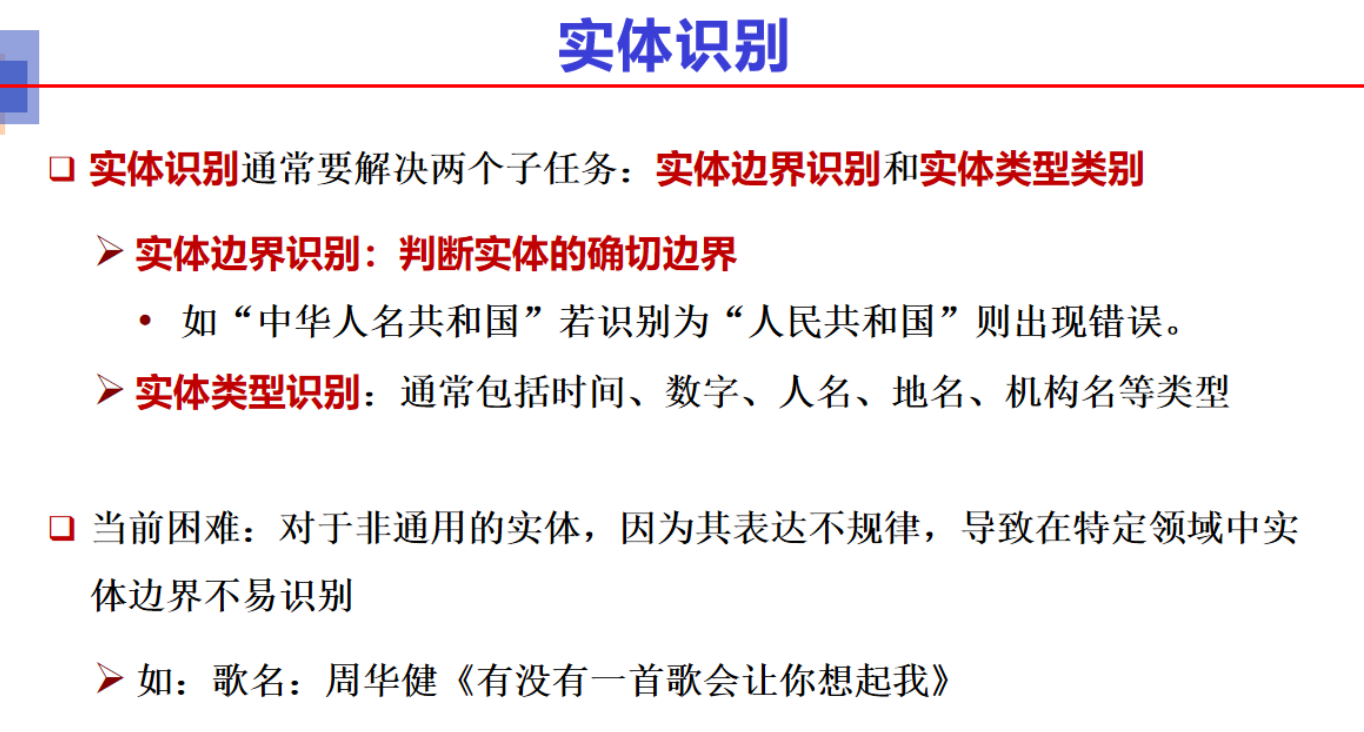 实体识别
实体识别通常要解决两个子任务：实体边界识别和实体类型类别
实体边界识别：判断实体的确切边界
如“中华人名共和国”若识别为“人民共和国”则出现错误。
实体类型识别：通常包括时间、数字、人名、地名、机构名等类型
当前困难：对于非通用的实体，因为其表达不规律，导致在特定领域中实
体边界不易识别
如：歌名：周华健《有没有一首歌会让你想起我》